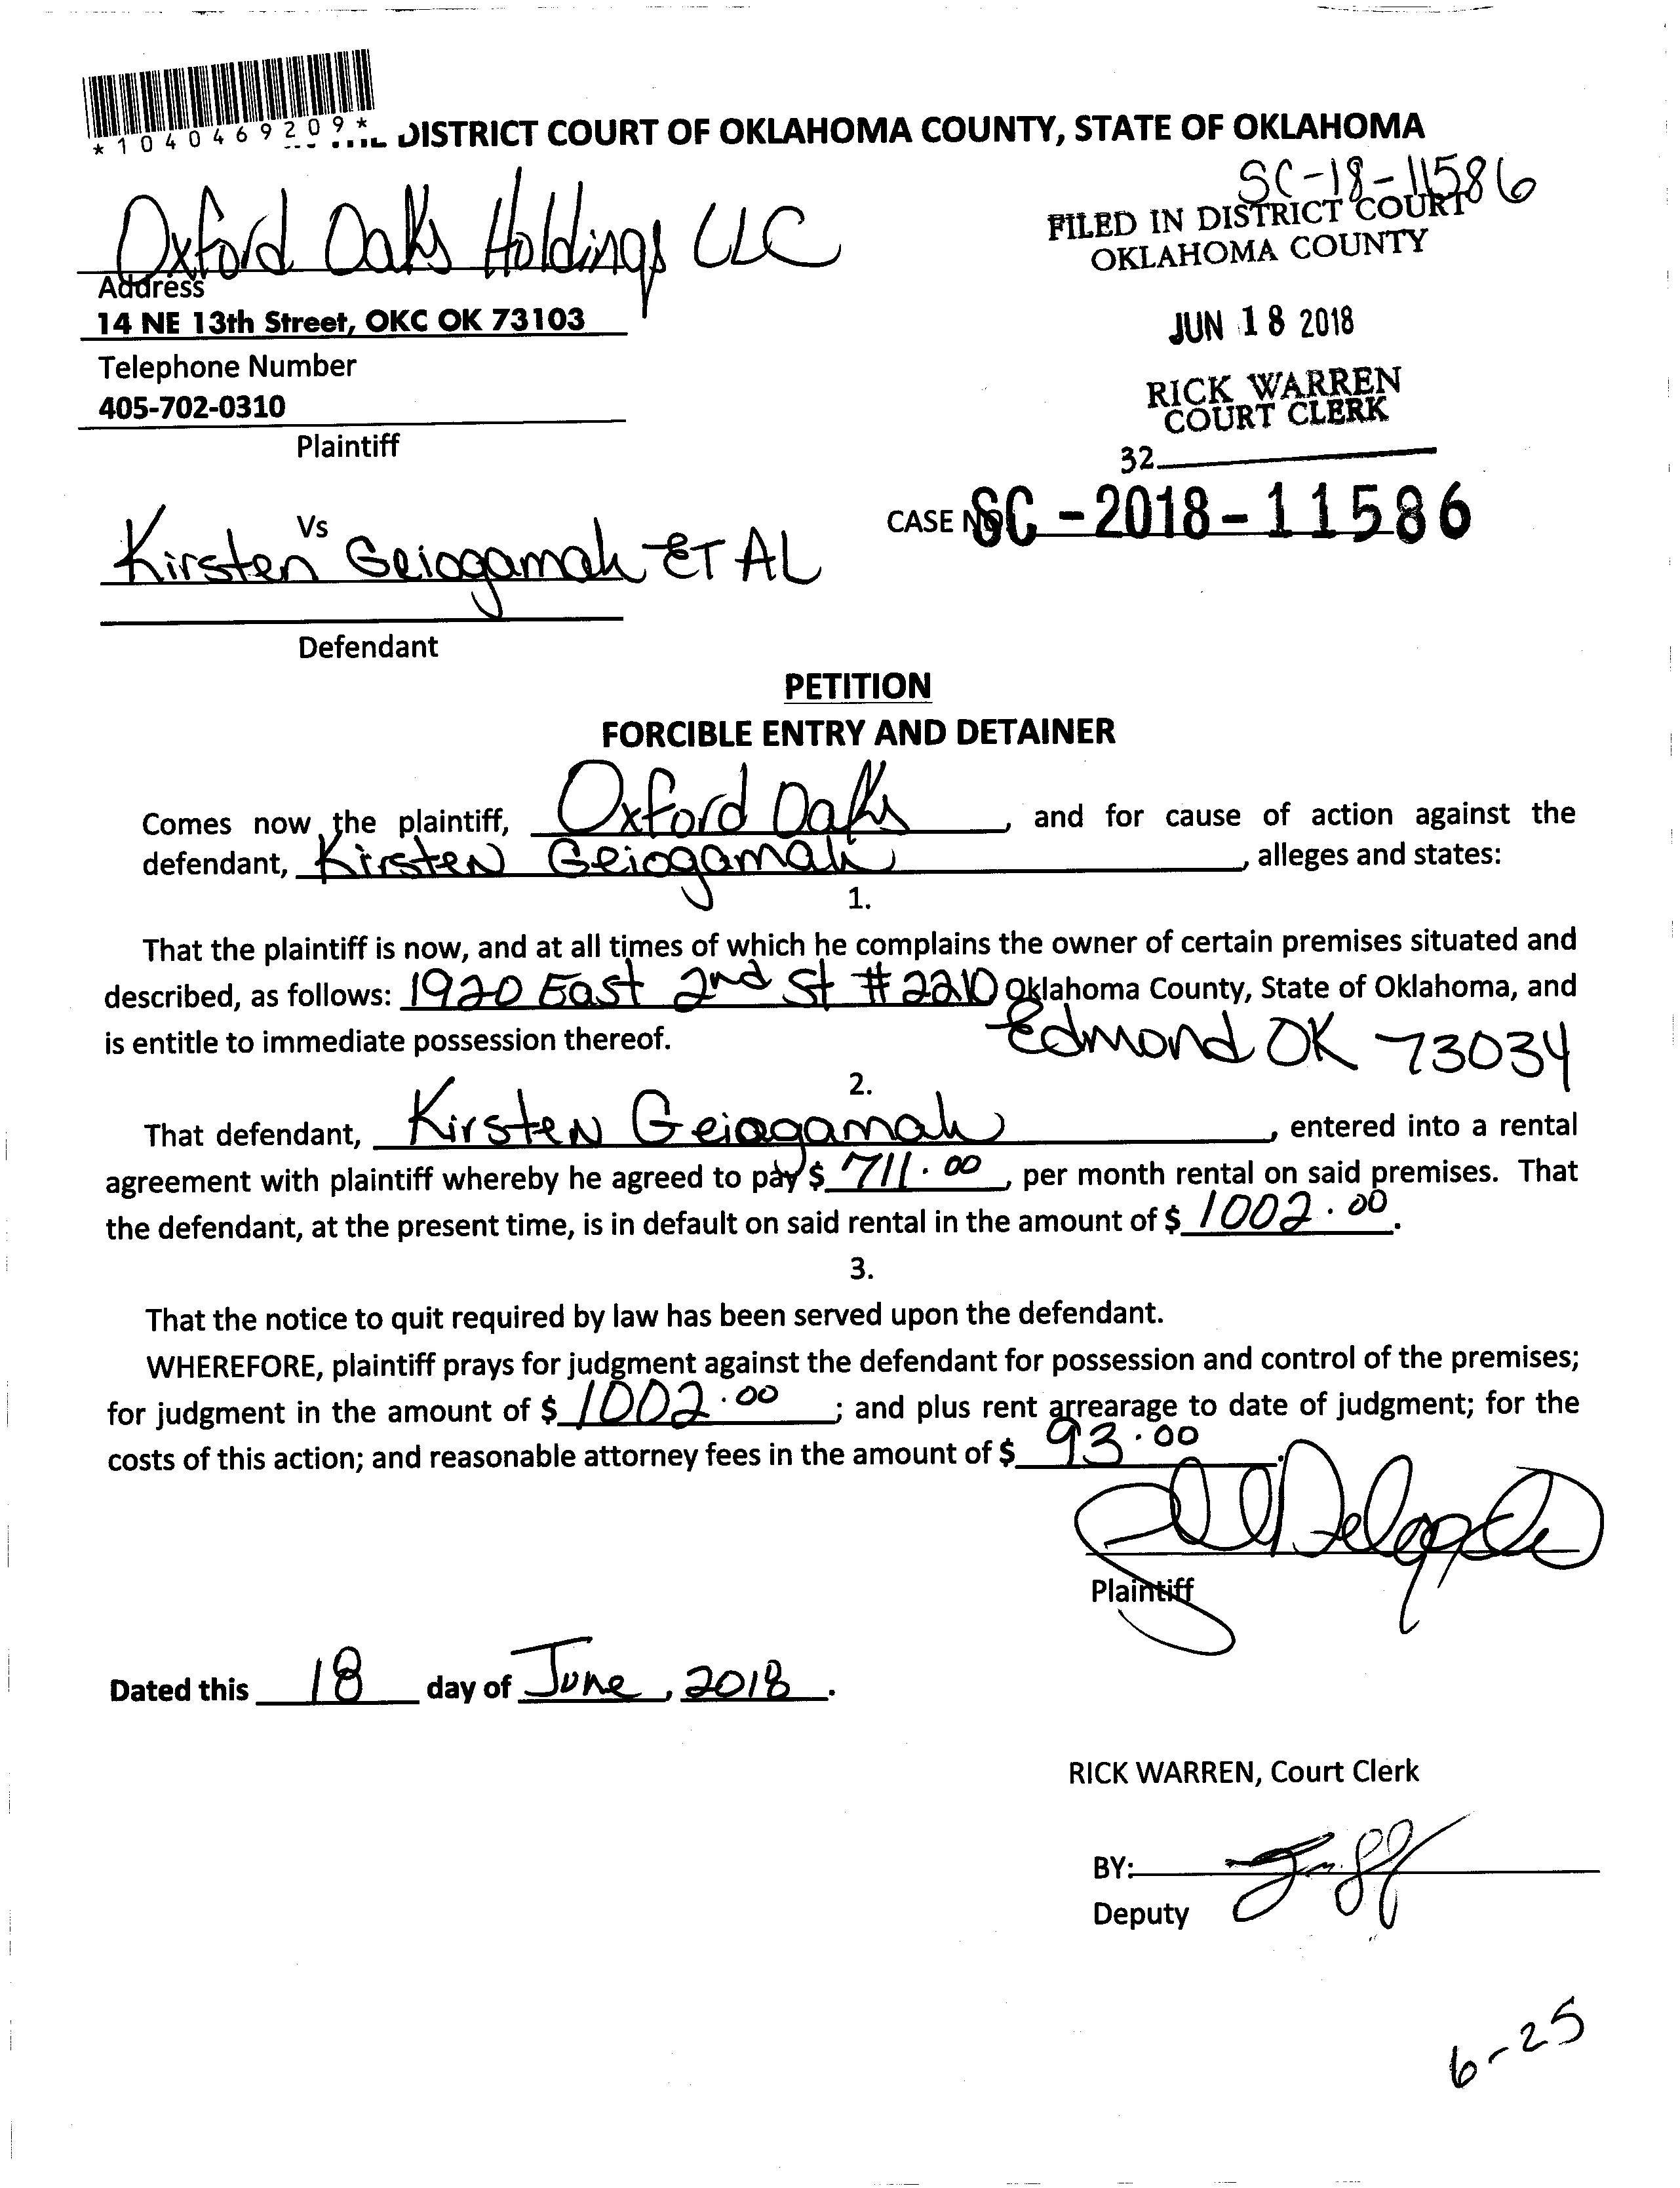 *1040469209*
DISTRICT COURT OF OKLAHOMA COUNTY, STATE OF OKLAHOMA
SC-18-11586
Oxford Oaks Holdings LLC
FILED IN DISTRICT COURT
OKLAHOMA COUNTY
Address
14 NE 13th Street, OKC OK 73103
JUN 18 2018
Telephone Number
405-702-0310
RICK WARREN
COURT CLERK
Plaintiff
32
Vs
CASE NO SC-2018-11586
Kirsten Geiogamah ET AL
Defendant
PETITION
FORCIBLE ENTRY AND DETAINER
Comes now the plaintiff, Oxford Oaks, and for cause of action against the
defendant, Kirsten Geiogamah, alleges and states:
1.
That the plaintiff is now, and at all times of which he complains the owner of certain premises situated and
described, as follows: 1920 East 2nd St #2210 Oklahoma County, State of Oklahoma, and
is entitle to immediate possession thereof. Edmond OK 73034
2.
That defendant, Kirsten Geiogamah, entered into a rental
agreement with plaintiff whereby he agreed to pay $ 711.00, per month rental on said premises. That
the defendant, at the present time, is in default on said rental in the amount of $ 1002.00.
3.
That the notice to quit required by law has been served upon the defendant.
WHEREFORE, plaintiff prays for judgment against the defendant for possession and control of the premises;
for judgment in the amount of $ 1002.00; and plus rent arrearage to date of judgment; for the
costs of this action; and reasonable attorney fees in the amount of $ 93.00.
Delgado
Plaintiff
Dated this 18 day of June, 2018.
RICK WARREN, Court Clerk
BY:
Deputy
6-25